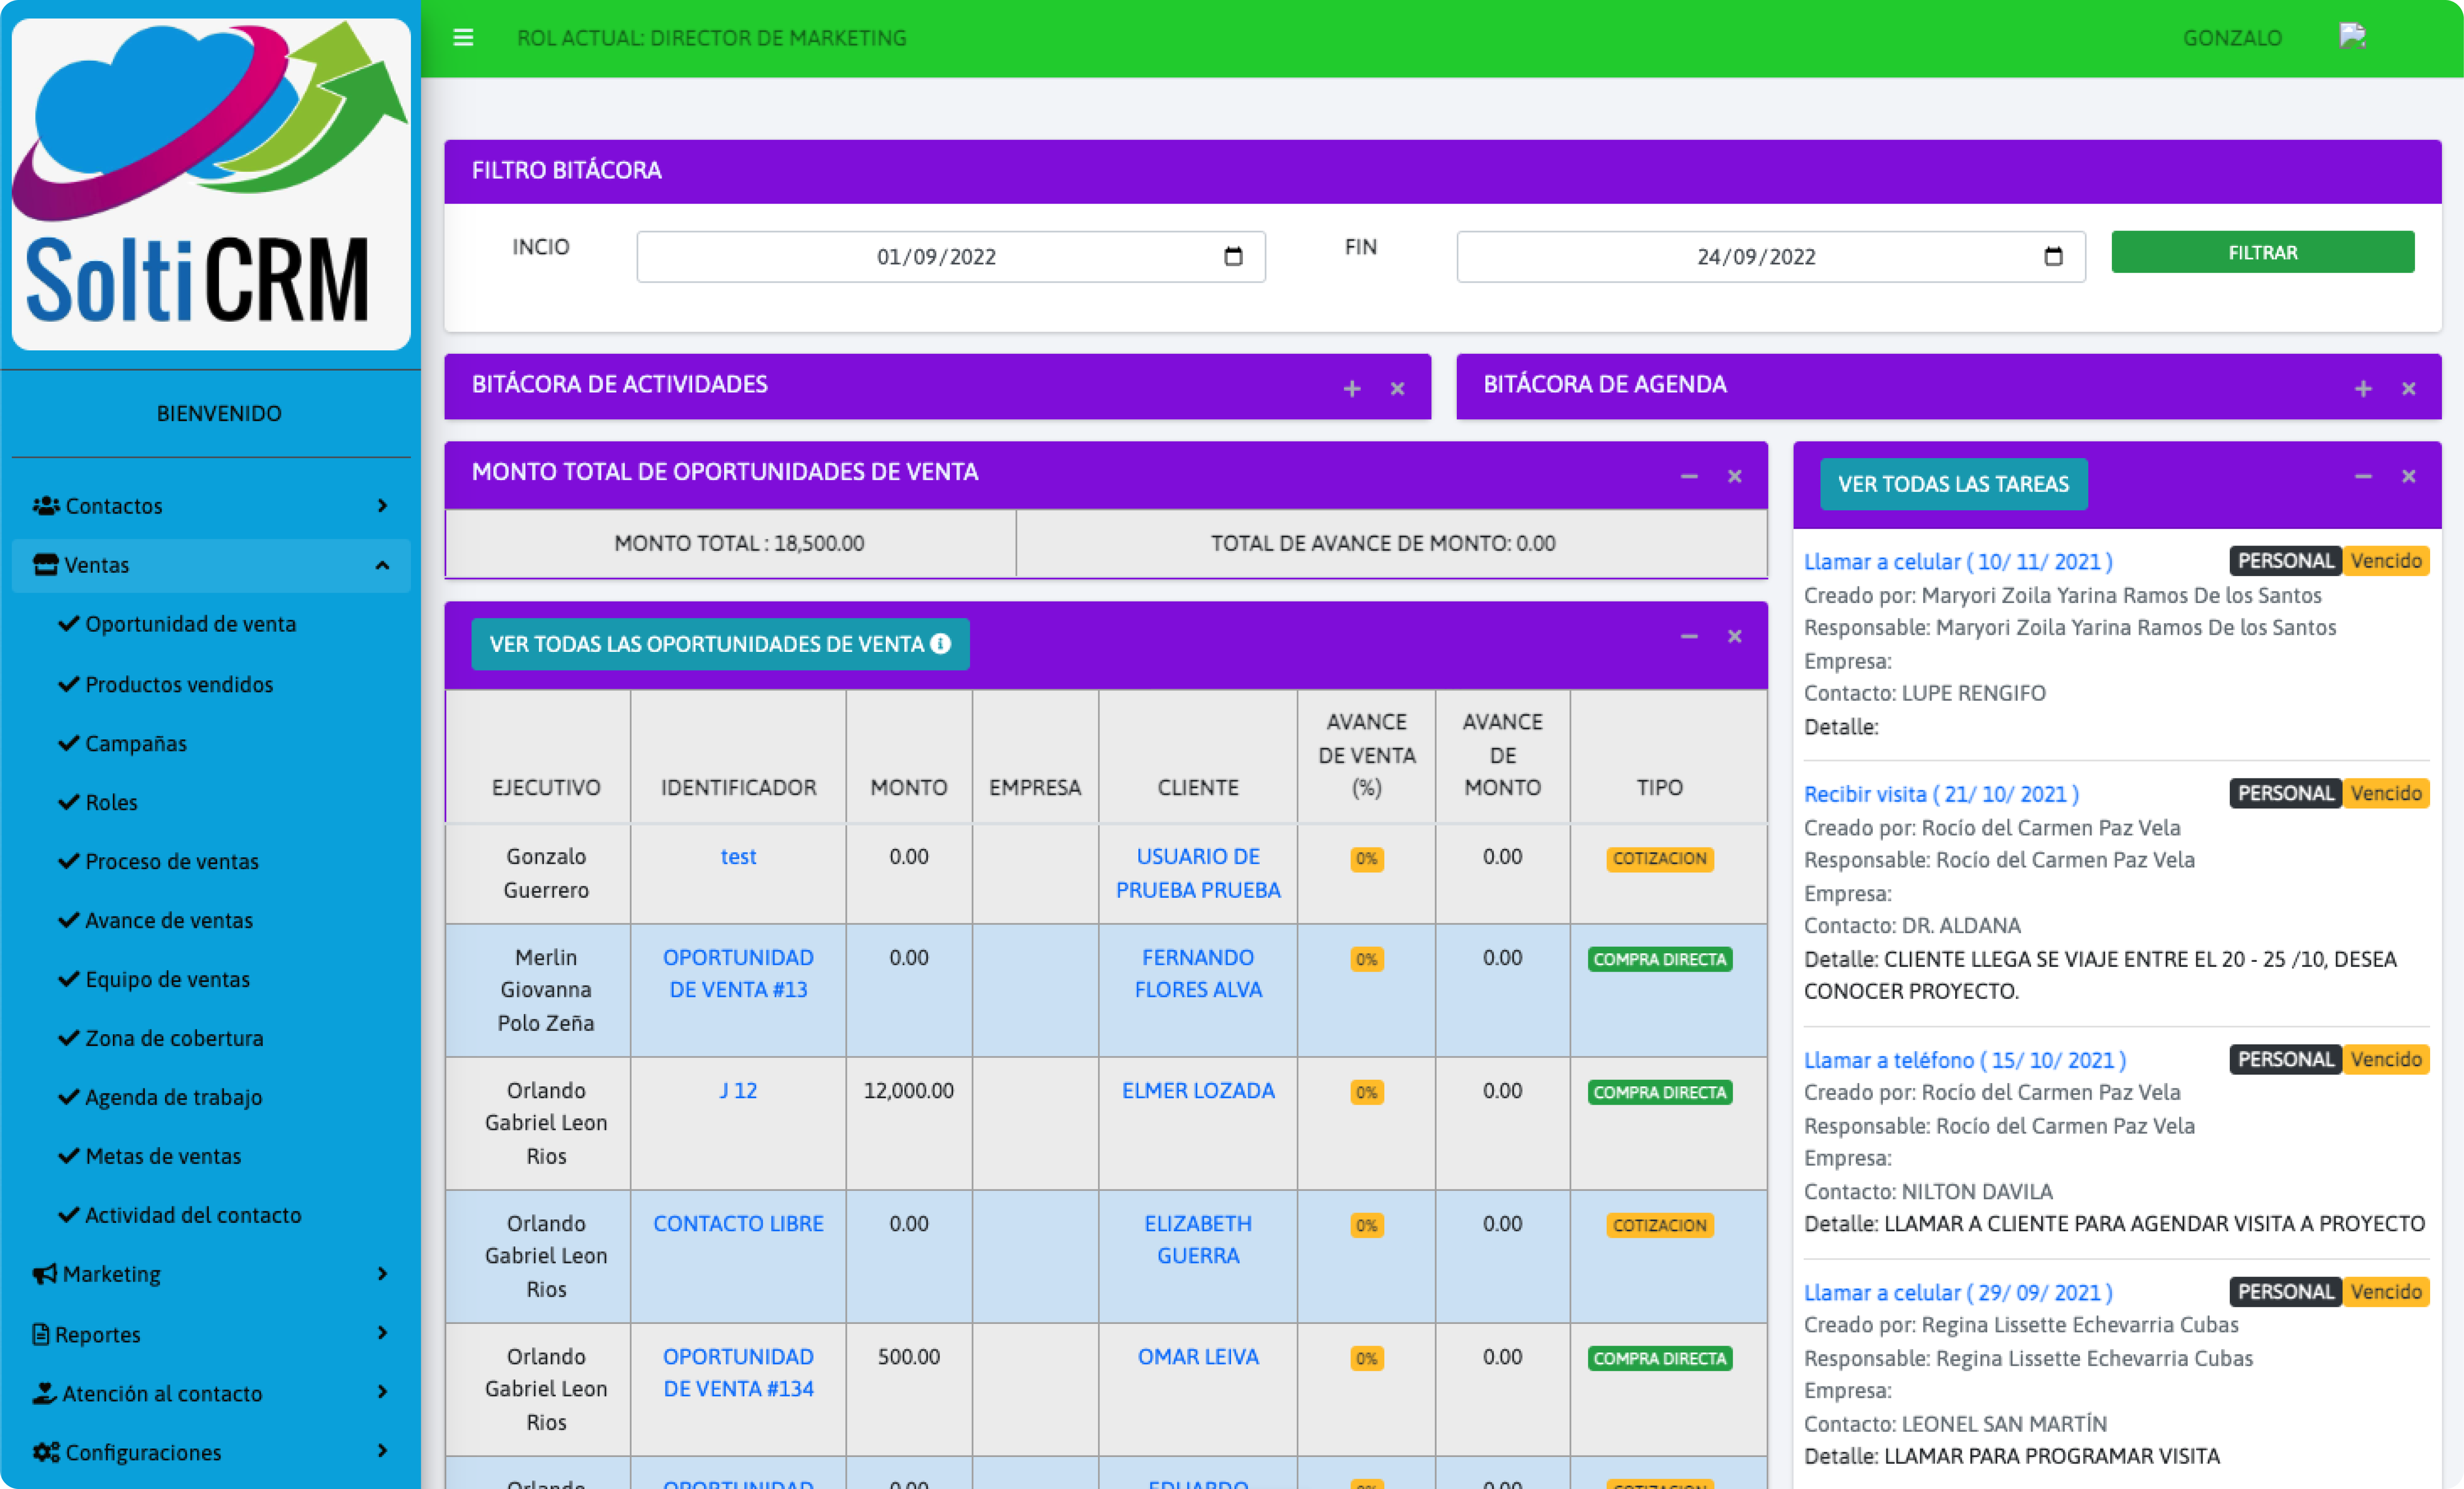 SoltiCRM
BIENVENIDO
Contactos
Ventas
Oportunidad de venta
Productos vendidos
Campañas
Roles
Proceso de ventas
Avance de ventas
Equipo de ventas
Zona de cobertura
Agenda de trabajo
Metas de ventas
Actividad del contacto
Marketing
Reportes
Atención al contacto
Configuraciones
ROL ACTUAL: DIRECTOR DE MARKETING
GONZALO
FILTRO BITÁCORA
INCIO
01/09/2022
FIN
24/09/2022
FILTRAR
BITÁCORA DE ACTIVIDADES
BITÁCORA DE AGENDA
MONTO TOTAL DE OPORTUNIDADES DE VENTA
MONTO TOTAL : 18,500.00
TOTAL DE AVANCE DE MONTO: 0.00
VER TODAS LAS OPORTUNIDADES DE VENTA
EJECUTIVO
IDENTIFICADOR
MONTO
EMPRESA
CLIENTE
AVANCE
DE VENTA
(%)
AVANCE
DE
MONTO
TIPO
Gonzalo
Guerrero
test
0.00
USUARIO DE
PRUEBA PRUEBA
0%
0.00
COTIZACION
Merlin
Giovanna
Polo Zeña
OPORTUNIDAD
DE VENTA #13
0.00
FERNANDO
FLORES ALVA
0%
0.00
COMPRA DIRECTA
Orlando
Gabriel Leon
Rios
J 12
12,000.00
ELMER LOZADA
0%
0.00
COMPRA DIRECTA
Orlando
Gabriel Leon
Rios
CONTACTO LIBRE
0.00
ELIZABETH
GUERRA
0%
0.00
COTIZACION
Orlando
Gabriel Leon
Rios
OPORTUNIDAD
DE VENTA #134
500.00
OMAR LEIVA
0%
0.00
COMPRA DIRECTA
Orlando
OPORTUNIDAD
0.00
EDUARDO
0%
0.00
COTIZACION
VER TODAS LAS TAREAS
Llamar a celular ( 10/ 11/ 2021 )
PERSONAL Vencido
Creado por: Maryori Zoila Yarina Ramos De los Santos
Responsable: Maryori Zoila Yarina Ramos De los Santos
Empresa:
Contacto: LUPE RENGIFO
Detalle:
Recibir visita ( 21/ 10/ 2021 )
PERSONAL Vencido
Creado por: Rocío del Carmen Paz Vela
Responsable: Rocío del Carmen Paz Vela
Empresa:
Contacto: DR. ALDANA
Detalle: CLIENTE LLEGA SE VIAJE ENTRE EL 20 - 25 /10, DESEA
CONOCER PROYECTO.
Llamar a teléfono ( 15/ 10/ 2021 )
PERSONAL Vencido
Creado por: Rocío del Carmen Paz Vela
Responsable: Rocío del Carmen Paz Vela
Empresa:
Contacto: NILTON DAVILA
Detalle: LLAMAR A CLIENTE PARA AGENDAR VISITA A PROYECTO
Llamar a celular ( 29/ 09/ 2021 )
PERSONAL Vencido
Creado por: Regina Lissette Echevarria Cubas
Responsable: Regina Lissette Echevarria Cubas
Empresa:
Contacto: LEONEL SAN MARTÍN
Detalle: LLAMAR PARA PROGRAMAR VISITA